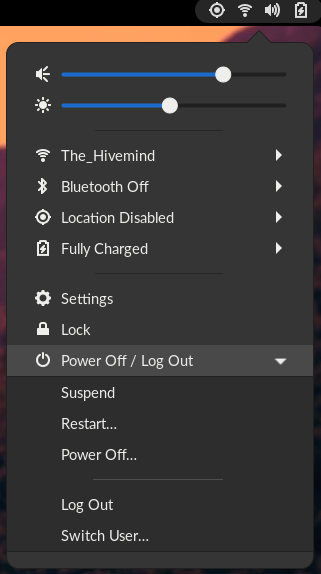 The_Hivemind
Bluetooth Off
Location Disabled
Fully Charged
Settings
Lock
Power Off / Log Out
Suspend
Restart...
Power Off...
Log Out
Switch User...